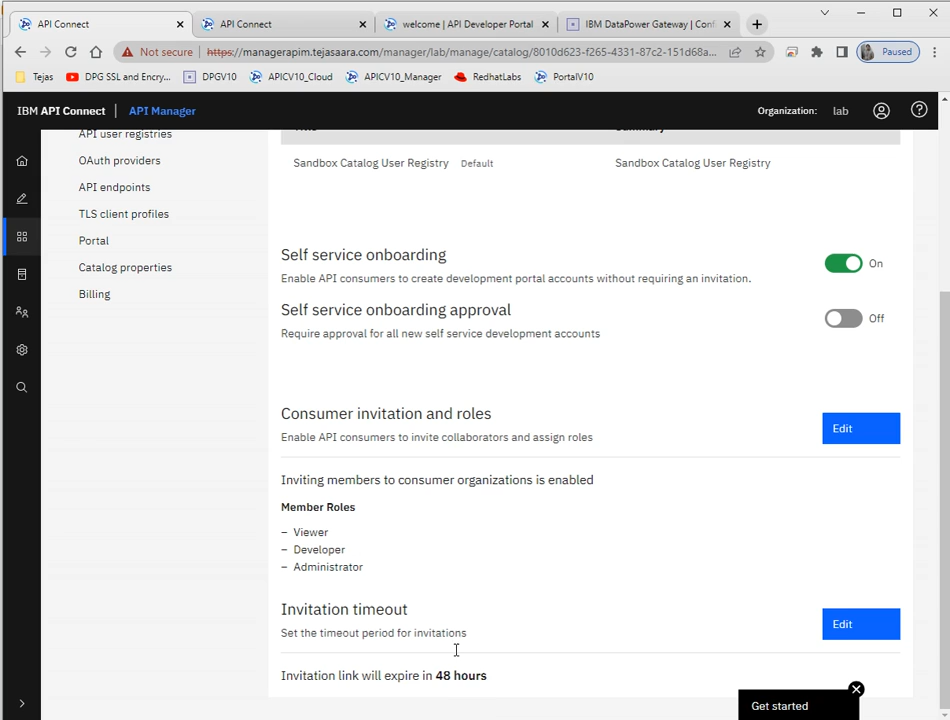 API Connect
API Connect
welcome | API Developer Portal
IBM DataPower Gateway | Conf
Not secure
https://managerapim.tejasaara.com/manager/lab/manage/catalog/8010d623-f265-4331-87c2-151d68a...
Paused
Tejas
DPG SSL and Encry...
DPGV10
APICV10_Cloud
APICV10_Manager
RedhatLabs
PortalV10
IBM API Connect
API Manager
Organization:
lab
API user registries
OAuth providers
API endpoints
TLS client profiles
Portal
Catalog properties
Billing
Title
Summary
Sandbox Catalog User Registry Default
Sandbox Catalog User Registry
Self service onboarding
Enable API consumers to create development portal accounts without requiring an invitation.
On
Self service onboarding approval
Require approval for all new self service development accounts
Off
Consumer invitation and roles
Enable API consumers to invite collaborators and assign roles
Edit
Inviting members to consumer organizations is enabled
Member Roles
– Viewer
– Developer
– Administrator
Invitation timeout
Set the timeout period for invitations
Edit
Invitation link will expire in 48 hours
Get started